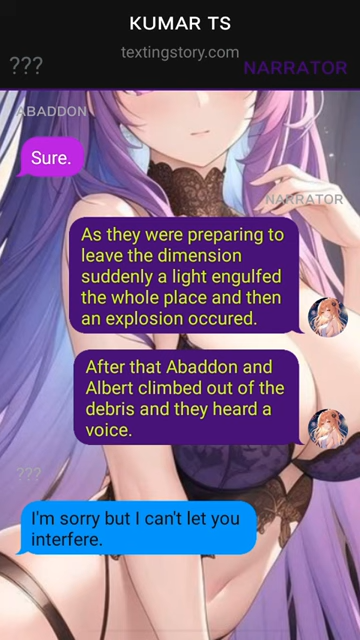 KUMAR TS
textingstory.com
???
NARRATOR
ABADDON
Sure.
NARRATOR
As they were preparing to
leave the dimension
suddenly a light engulfed
the whole place and then
an explosion occured.
After that Abaddon and
Albert climbed out of the
debris and they heard a
voice.
???
I'm sorry but I can't let you
interfere.